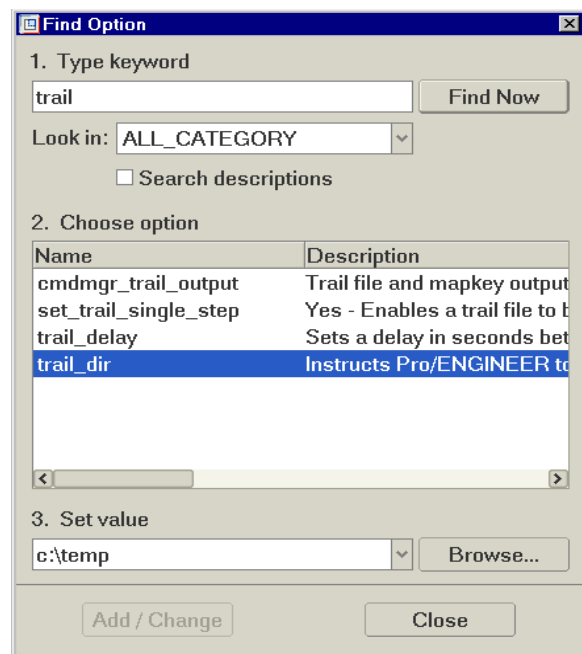 Find Option
1. Type keyword
trail
Find Now
Look in: ALL_CATEGORY
Search descriptions
2. Choose option
Name Description
cmdmgr_trail_output Trail file and mapkey output
set_trail_single_step Yes - Enables a trail file to
trail_delay Sets a delay in seconds bet
trail_dir Instructs Pro/ENGINEER to
3. Set value
c:\temp
Browse...
Add / Change
Close